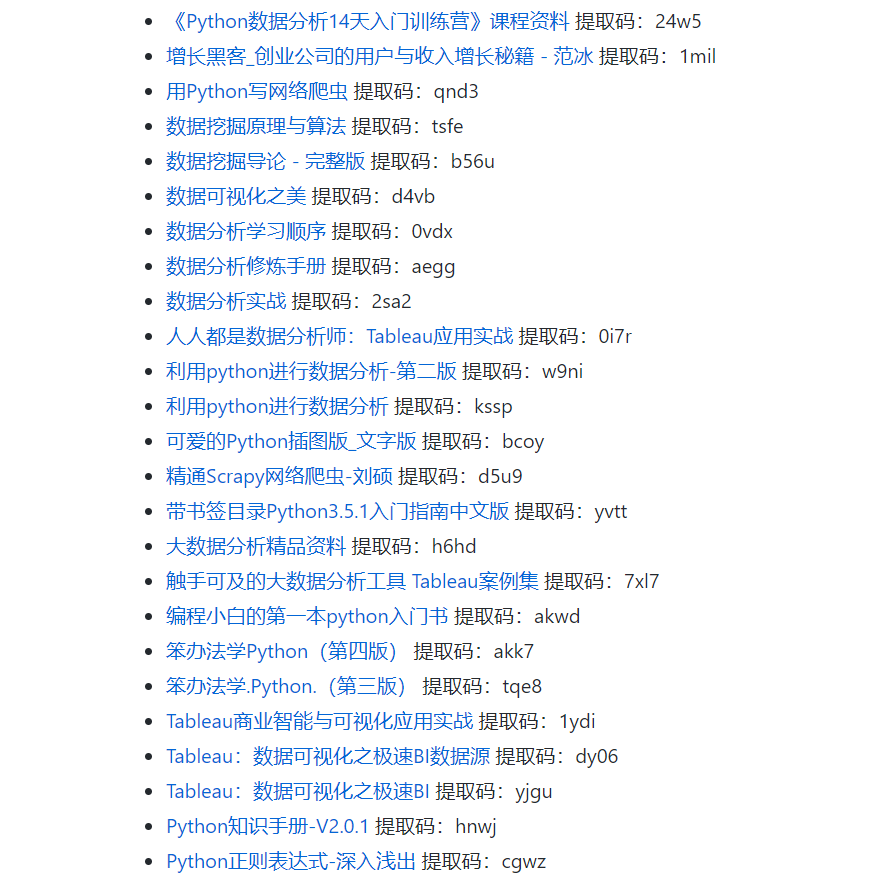 《Python数据分析14天入门训练营》课程资料 提取码：24w5
增长黑客_创业公司的用户与收入增长秘籍 - 范冰 提取码：1mil
用Python写网络爬虫 提取码：qnd3
数据挖掘原理与算法 提取码：tsfe
数据挖掘导论 - 完整版 提取码：b56u
数据可视化之美 提取码：d4vb
数据分析学习顺序 提取码：0vdx
数据分析修炼手册 提取码：aegg
数据分析实战 提取码：2sa2
人人都是数据分析师：Tableau应用实战 提取码：0i7r
利用python进行数据分析-第二版 提取码：w9ni
利用python进行数据分析 提取码：kssp
可爱的Python插图版_文字版 提取码：bcoy
精通Scrapy网络爬虫-刘硕 提取码：d5u9
带书签目录Python3.5.1入门指南中文版 提取码：yvtt
大数据分析精品资料 提取码：h6hd
触手可及的大数据分析工具 Tableau案例集 提取码：7xl7
编程小白的第一本python入门书 提取码：akwd
笨办法学Python（第四版） 提取码：akk7
笨办法学.Python.（第三版） 提取码：tqe8
Tableau商业智能与可视化应用实战 提取码：1ydi
Tableau：数据可视化之极速BI数据源 提取码：dy06
Tableau：数据可视化之极速BI 提取码：yjgu
Python知识手册-V2.0.1 提取码：hnwj
Python正则表达式-深入浅出 提取码：cgwz